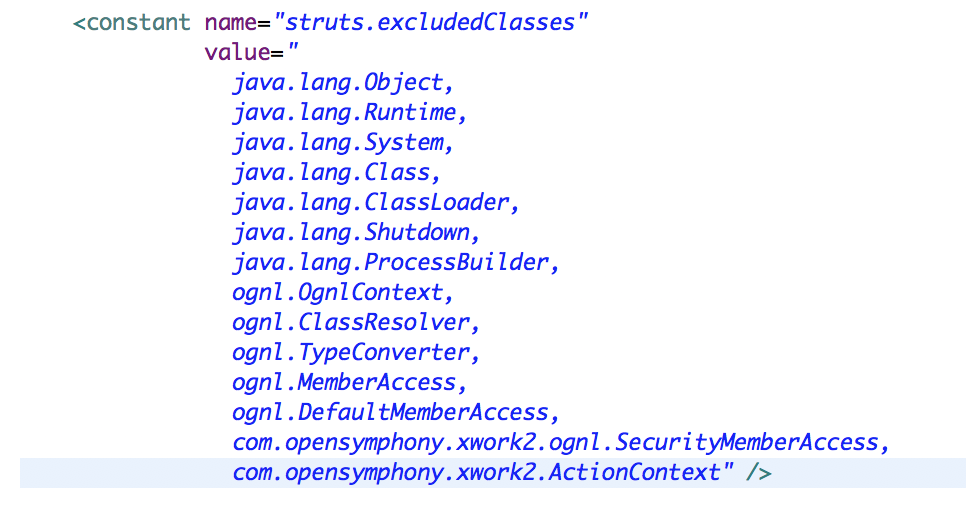 <constant name="struts.excludedClasses"
value="
java.lang.Object,
java.lang.Runtime,
java.lang.System,
java.lang.Class,
java.lang.ClassLoader,
java.lang.Shutdown,
java.lang.ProcessBuilder,
ognl.OgnlContext,
ognl.ClassResolver,
ognl.TypeConverter,
ognl.MemberAccess,
ognl.DefaultMemberAccess,
com.opensymphony.xwork2.ognl.SecurityMemberAccess,
com.opensymphony.xwork2.ActionContext" />